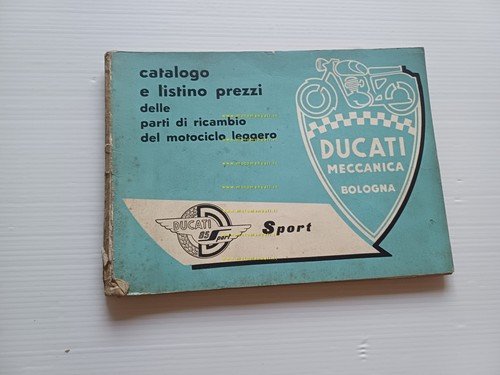 catalogo
e listino prezzi
delle
parti di ricambio
del motociclo leggero
DUCATI
MECCANICA
BOLOGNA
DUCATI
85 Sport
Sport